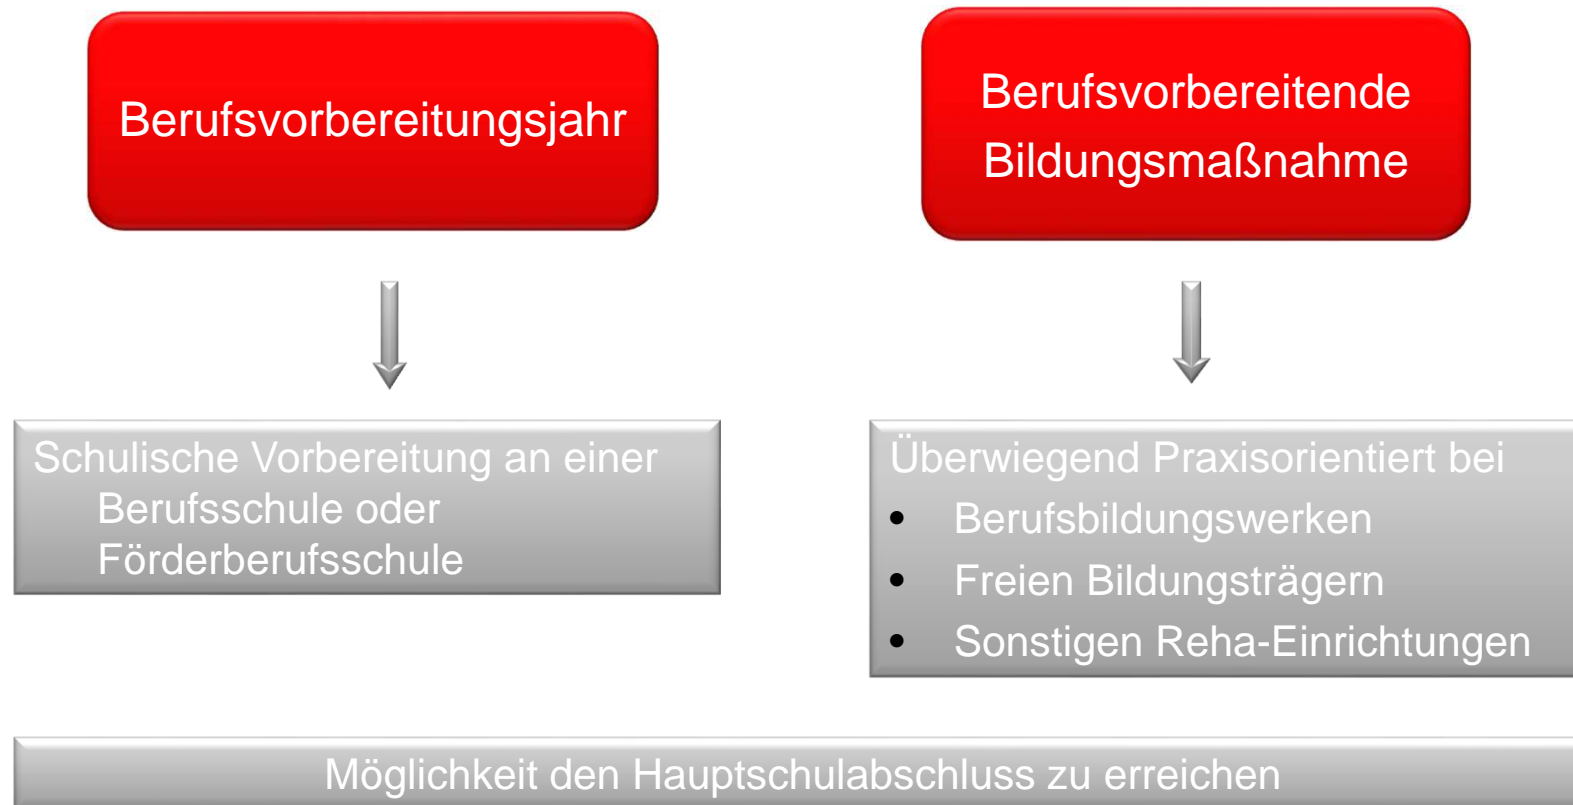 Berufsvorbereitungsjahr
Berufsvorbereitende
Bildungsmaßnahme
Schulische Vorbereitung an einer
Berufsschule oder
Förderberufsschule
Überwiegend Praxisorientiert bei
• Berufsbildungswerken
• Freien Bildungsträgern
• Sonstigen Reha-Einrichtungen
Möglichkeit den Hauptschulabschluss zu erreichen